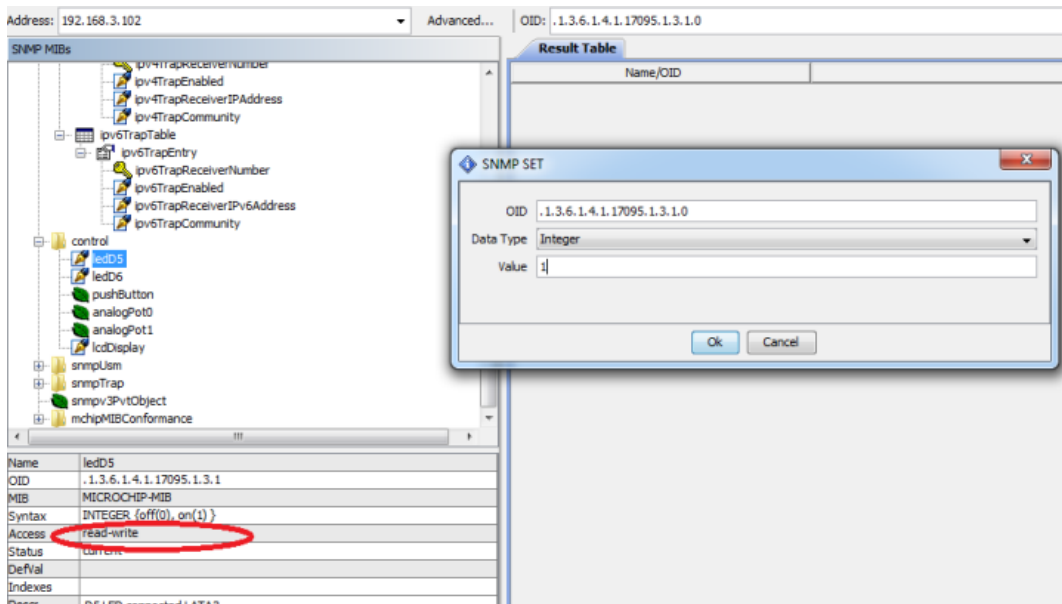 Address: 192.168.3.102 Advanced... OID: .1.3.6.1.4.1.17095.1.3.1.0
SNMP MIBs
Result Table
Name/OID
ipv4TrapReceiverNumber
ipv4TrapEnabled
ipv4TrapReceiverIPAddress
ipv4TrapCommunity
ipv6TrapTable
ipv6TrapEntry
ipv6TrapReceiverNumber
ipv6TrapEnabled
ipv6TrapReceiverIPv6Address
ipv6TrapCommunity
control
ledD5
ledD6
pushButton
analogPot0
analogPot1
lcdDisplay
snmpUsm
snmpTrap
snmpv3PvtObject
mchipMIBConformance
SNMP SET
OID .1.3.6.1.4.1.17095.1.3.1.0
Data Type Integer
Value 1
Ok Cancel
Name ledD5
OID .1.3.6.1.4.1.17095.1.3.1
MIB MICROCHIP-MIB
Syntax INTEGER {off(0), on(1) }
Access read-write
Status current
DefVal
Indexes